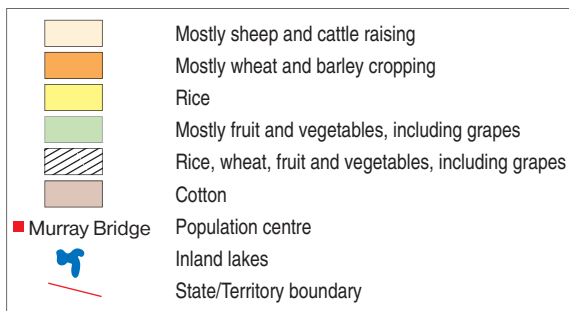 Mostly sheep and cattle raising
Mostly wheat and barley cropping
Rice
Mostly fruit and vegetables, including grapes
Rice, wheat, fruit and vegetables, including grapes
Cotton
Murray Bridge Population centre
Inland lakes
State/Territory boundary